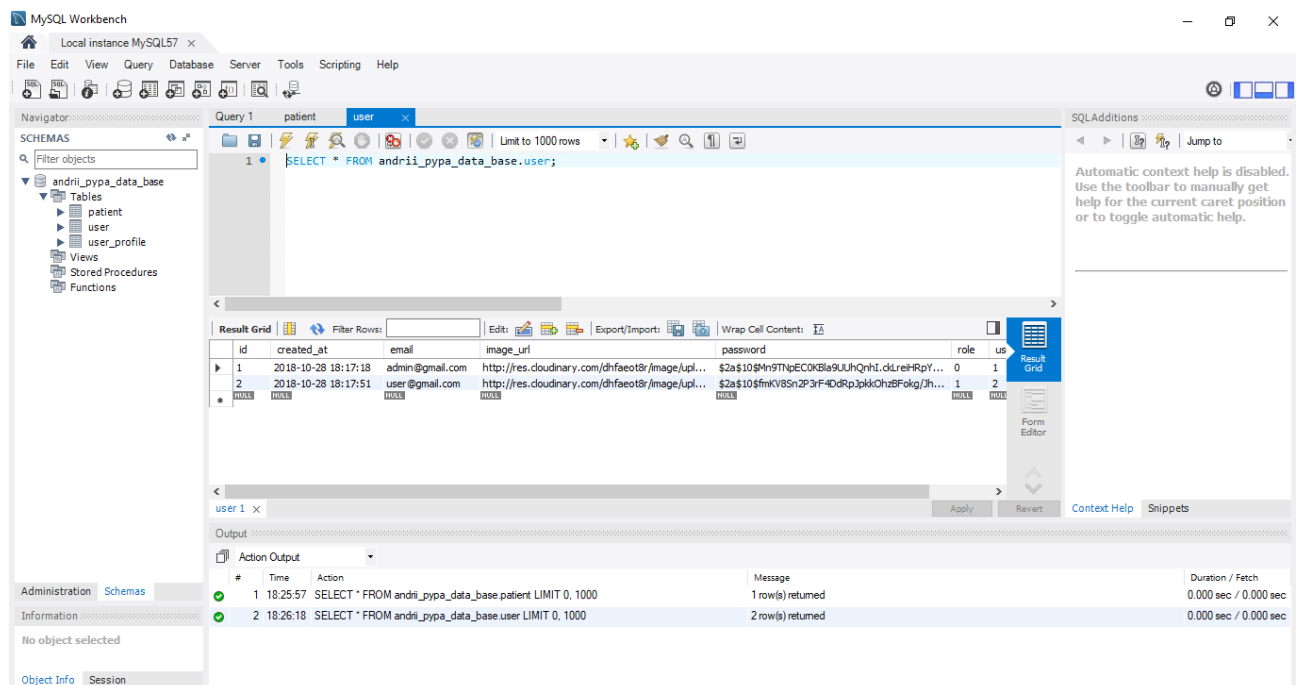 MySQL Workbench
Local instance MySQL57
File Edit View Query Database Server Tools Scripting Help
Navigator
SCHEMAS
Filter objects
andrii_pypa_data_base
Tables
patient
user
user_profile
Views
Stored Procedures
Functions
Administration Schemas
Information
No object selected
Object Info Session
Query 1 patient user
Limit to 1000 rows
1 SELECT * FROM andrii_pypa_data_base.user;
Result Grid Filter Rows: Edit: Export/Import: Wrap Cell Content:
id created_at email image_url password role us
1 2018-10-28 18:17:18 admin@gmail.com http://res.cloudinary.com/dhfaeot8r/image/upl... $2a$10$Mn9TNpEC0KBla9UUhQnhI.ckLreiHRpY... 0 1
2 2018-10-28 18:17:51 user@gmail.com http://res.cloudinary.com/dhfaeot8r/image/upl... $2a$10$fmKV8Sn2P3rF4DdRpJpkkOhzBFokg/Jh... 1 2
NULL NULL NULL NULL NULL NULL NULL
Result
Grid
Form
Editor
user 1 Apply Revert
Output
Action Output
# Time Action Message Duration / Fetch
1 18:25:57 SELECT * FROM andrii_pypa_data_base.patient LIMIT 0, 1000 1 row(s) returned 0.000 sec / 0.000 sec
2 18:26:18 SELECT * FROM andrii_pypa_data_base.user LIMIT 0, 1000 2 row(s) returned 0.000 sec / 0.000 sec
SQLAdditions
Jump to
Automatic context help is disabled.
Use the toolbar to manually get
help for the current caret position
or to toggle automatic help.
Context Help Snippets